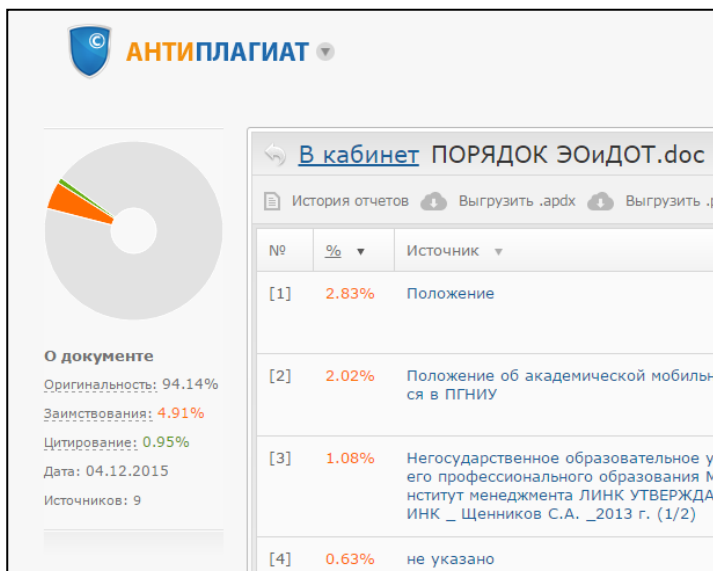 ©
АНТИПЛАГИАТ
В кабинет ПОРЯДОК ЭОиДОТ.doc
История отчетов Выгрузить .apdx Выгрузить
№ % Источник
[1] 2.83% Положение
[2] 2.02% Положение об академической
ся в ПГНИУ
[3] 1.08% Негосударственное образовательное
его профессионального образования
нститут менеджмента ЛИНК
ИНК _ Щенников С.А. _2013 г. (1/2)
[4] 0.63% не указано
О документе
Оригинальность: 94.14%
Заимствования: 4.91%
Цитирование: 0.95%
Дата: 04.12.2015
Источников: 9